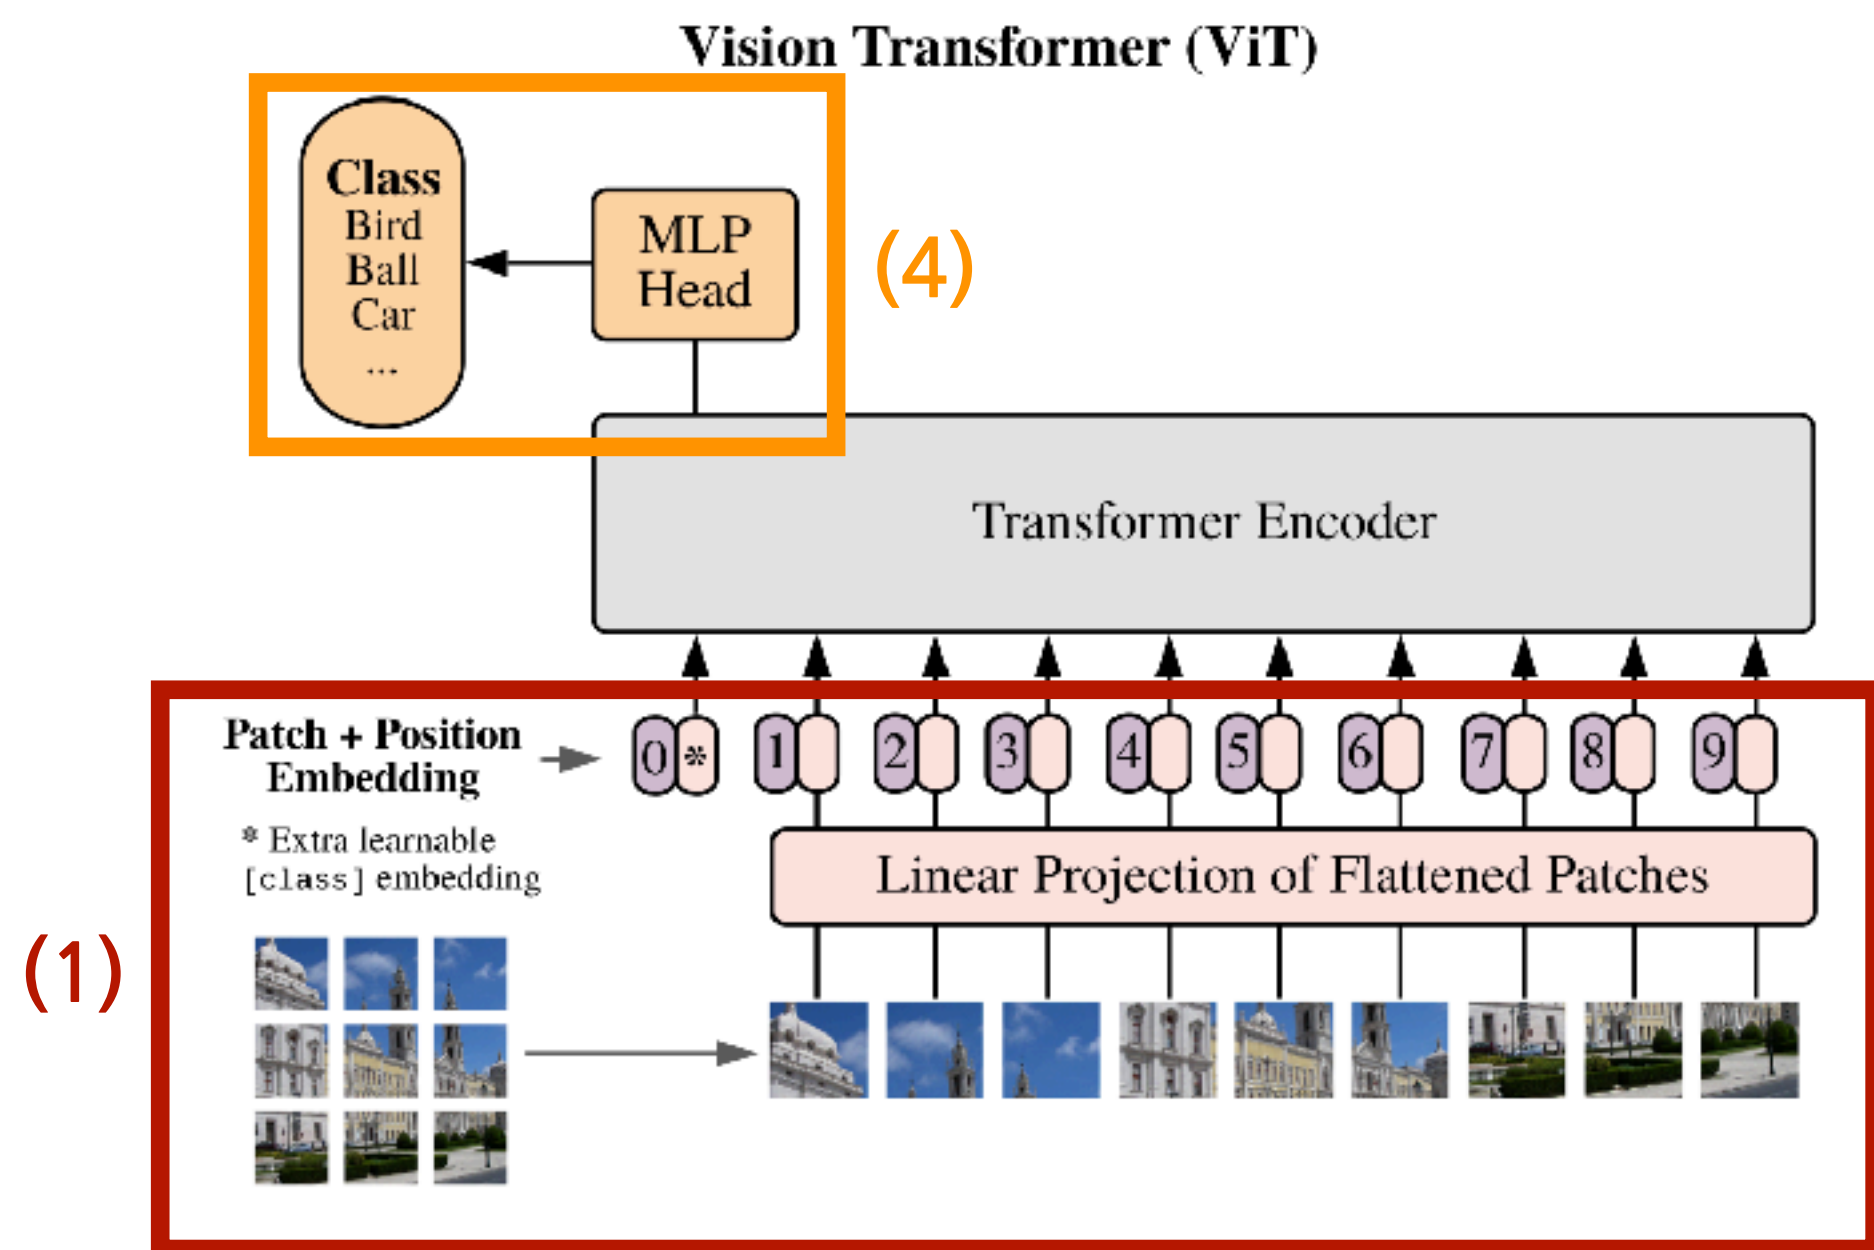 Vision Transformer (ViT)
Class
Bird
Ball
Car
...
MLP
Head
(4)
Transformer Encoder
Patch + Position
Embedding
0 * 1 2 3 4 5 6 7 8 9
* Extra learnable
[class] embedding
Linear Projection of Flattened Patches
(1)